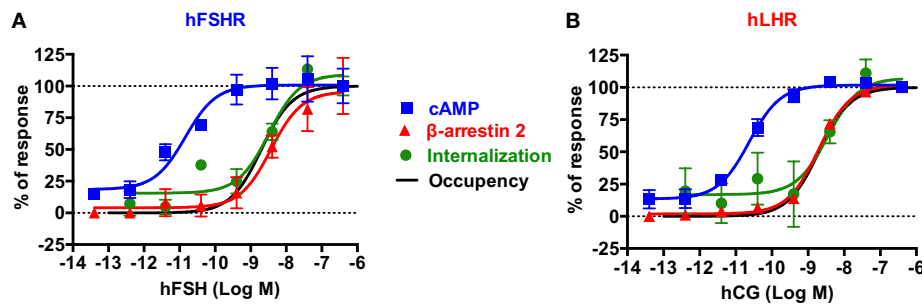 A
hFSHR
% of response
125
100
75
50
25
0
25
-14 -13 -12 -11 -10 -9 -8 -7 -6
hFSH (Log M)
cAMP
β-arrestin 2
Internalization
Occupancy
B
hLHR
% of response
125
100
75
50
25
0
25
-14 -13 -12 -11 -10 -9 -8 -7 -6
hCG (Log M)